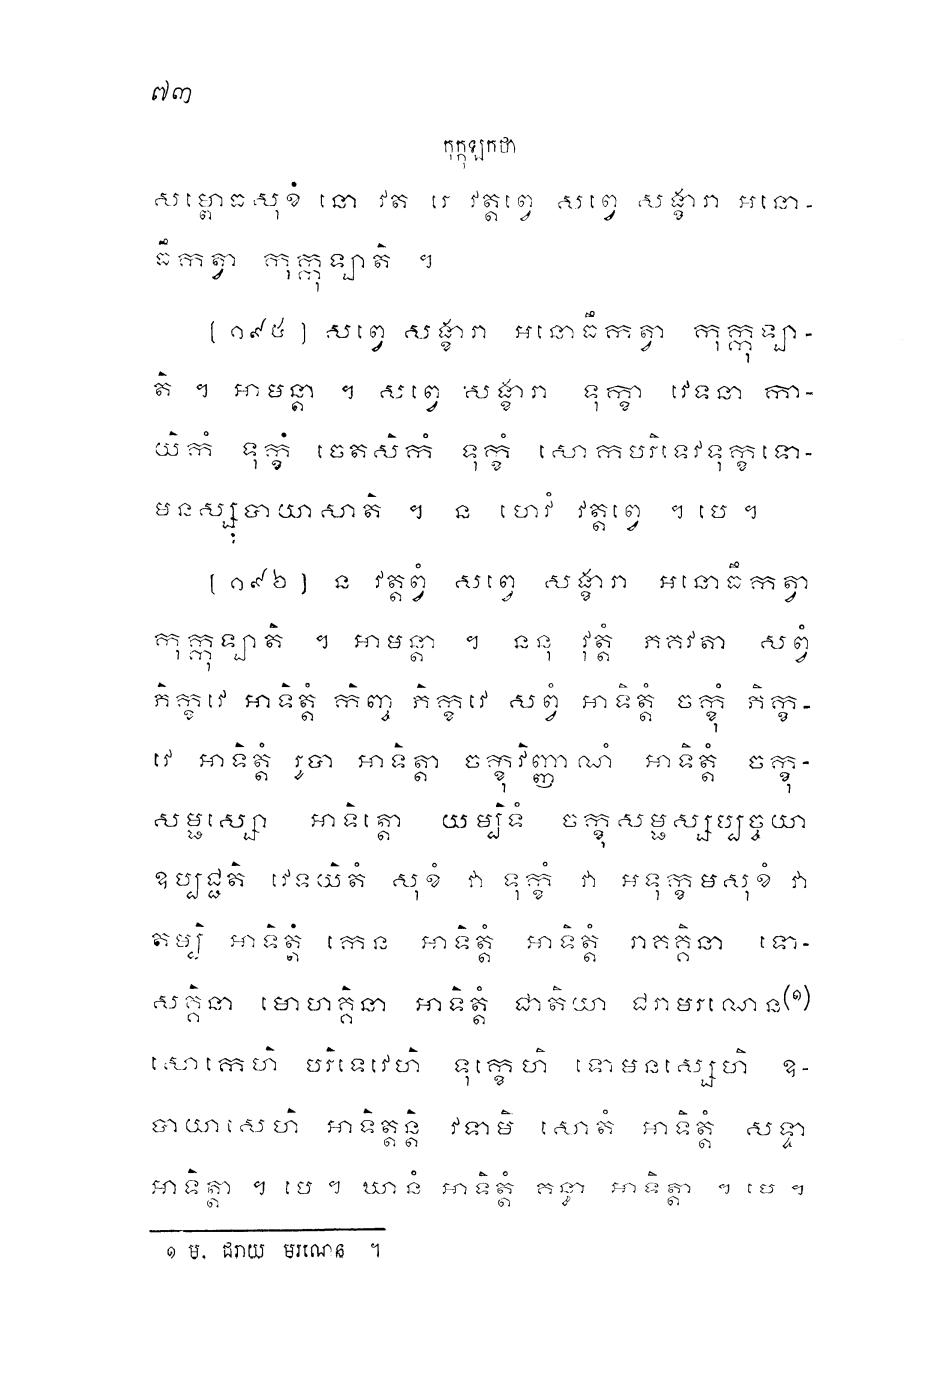 ៧៣
កុក្កុឡកថា
សម្ពោធសុខំ នោ វត រេ វត្តព្វេ សព្វេ សង្ខារា អនោ-
ធឹកត្វា កុក្កុឡាតិ ។
(១៩៥) សព្វេ សង្ខារា អនោធឹកត្វា កុក្កុឡា-
តិ ។ អាមន្តា ។ សព្វេ សង្ខារា ទុក្ខា វេទនា កា-
យិកំ ទុក្ខំ ចេតសិកំ ទុក្ខំ សោកបរិទេវទុក្ខទោ-
មនស្សុបាយាសាតិ ។ ន ហេវំ វត្តព្វេ ។ បេ ។
(១៩៦) ន វត្តព្វំ សព្វេ សង្ខារា អនោធឹកត្វា
កុក្កុឡាតិ ។ អាមន្តា ។ ននុ វុត្តំ ភគវតា សព្វំ
ភិក្ខវេ អាទិត្តំ កិញ្ច ភិក្ខវេ សព្វំ អាទិត្តំ ចក្ខុំ ភិក្ខ-
វេ អាទិត្តំ រូបា អាទិត្តា ចក្ខុវិញ្ញាណំ អាទិត្តំ ចក្ខុ-
សម្ផស្សោ អាទិត្តោ យម្បិទំ ចក្ខុសម្ផស្សប្បច្ចយា
ឧប្បជ្ជតិ វេទយិតំ សុខំ វា ទុក្ខំ វា អទុក្ខមសុខំ វា
តម្បិ អាទិត្តំ កេន អាទិត្តំ អាទិត្តំ រាគគ្គិនា ទោ-
សគ្គិនា មោហគ្គិនា អាទិត្តំ ជាតិយា ជរាមរណេន(១)
សោកេហិ បរិទេវេហិ ទុក្ខេហិ ទោមនស្សេហិ ឧ-
បាយាសេហិ អាទិត្តន្តិ វទាមិ សោតំ អាទិត្តំ សទ្ទា
អាទិត្តា ។ បេ ។ ឃានំ អាទិត្តំ គន្ធា អាទិត្តា ។ បេ ។
១ ម. ជរាយ មរណេន ។